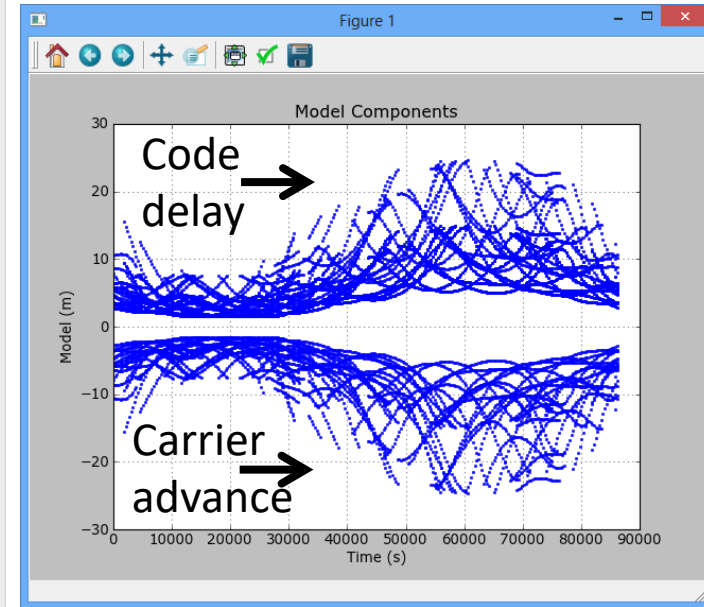 Figure 1
Model Components
30
20
10
0
−10
−20
−30
Model (m)
Code
delay
Carrier
advance
0 10000 20000 30000 40000 50000 60000 70000 80000 90000
Time (s)